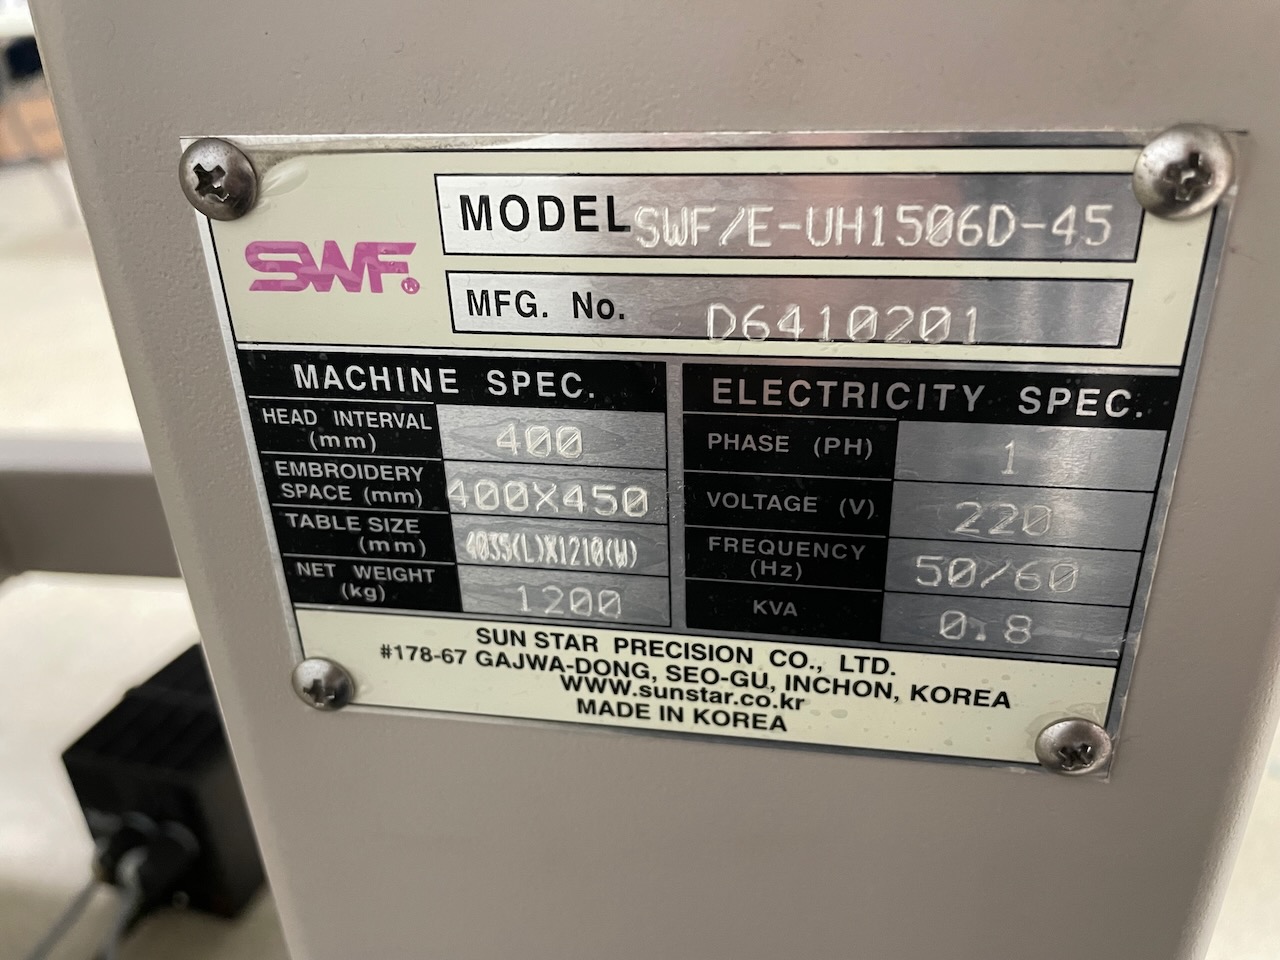 SWF®
MODEL SWF/E-UH1506D-45
MFG. No. D6410201
MACHINE SPEC.
HEAD INTERVAL (mm) 400
EMBROIDERY SPACE (mm) 400X450
TABLE SIZE (mm) 4035(L)X1210(W)
NET WEIGHT (kg) 1200
ELECTRICITY SPEC.
PHASE (PH) 1
VOLTAGE (V) 220
FREQUENCY (Hz) 50/60
KVA 0.8
SUN STAR PRECISION CO., LTD.
#178-67 GAJWA-DONG, SEO-GU, INCHON, KOREA
WWW.sunstar.co.kr
MADE IN KOREA